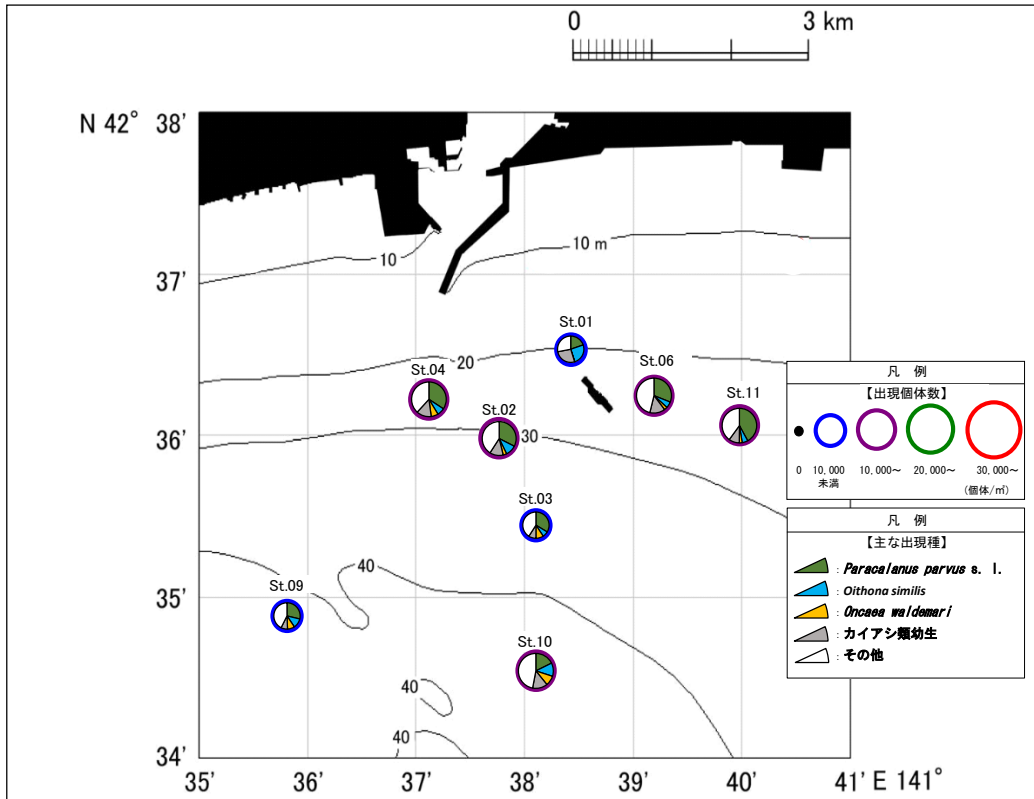 0 3 km
N 42° 38'
10 m
10
37'
St.01
St.06
20
St.04
St.11
St.02
36'
30
St.03
40
St.09
35'
St.10
40
40
34'
35' 36' 37' 38' 39' 40' 41' E 141°
凡 例
【出現個体数】
0 10,000未満 10,000～ 20,000～ 30,000～
(個体/㎥)
凡 例
【主な出現種】
: Paracalanus parvus s. l.
: Oithona similis
: Oncaea waldemari
: カイアシ類幼生
: その他